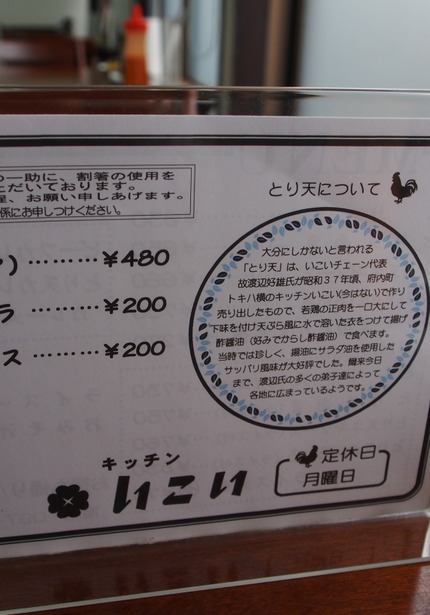 一助に、割箸の使用を
ただいております。
、お願い申しあげます。
係にお申しつけください。
とり天について
) ………… ¥480
ラ ………… ¥200
ス ………… ¥200
大分にしかないと言われる
「とり天」は、いこいチェーン代表
故渡辺好雄氏が昭和37年頃、府内町
トキハ横のキッチンいこい(今はない)で作り
売り出したもので、若鶏の正肉を一口大にして
下味を付け天ぷら風に水で溶いた衣をつけて揚げ
酢醤油(好みでからし酢醤油)で食べます。
当時では珍しく、揚油にサラダ油を使用した
サッパリ風味が大好評でした。爾来今日
まで、渡辺氏の多くの弟子達によって
各地に広まっているようです。
キッチン
いこい
定休日
月曜日